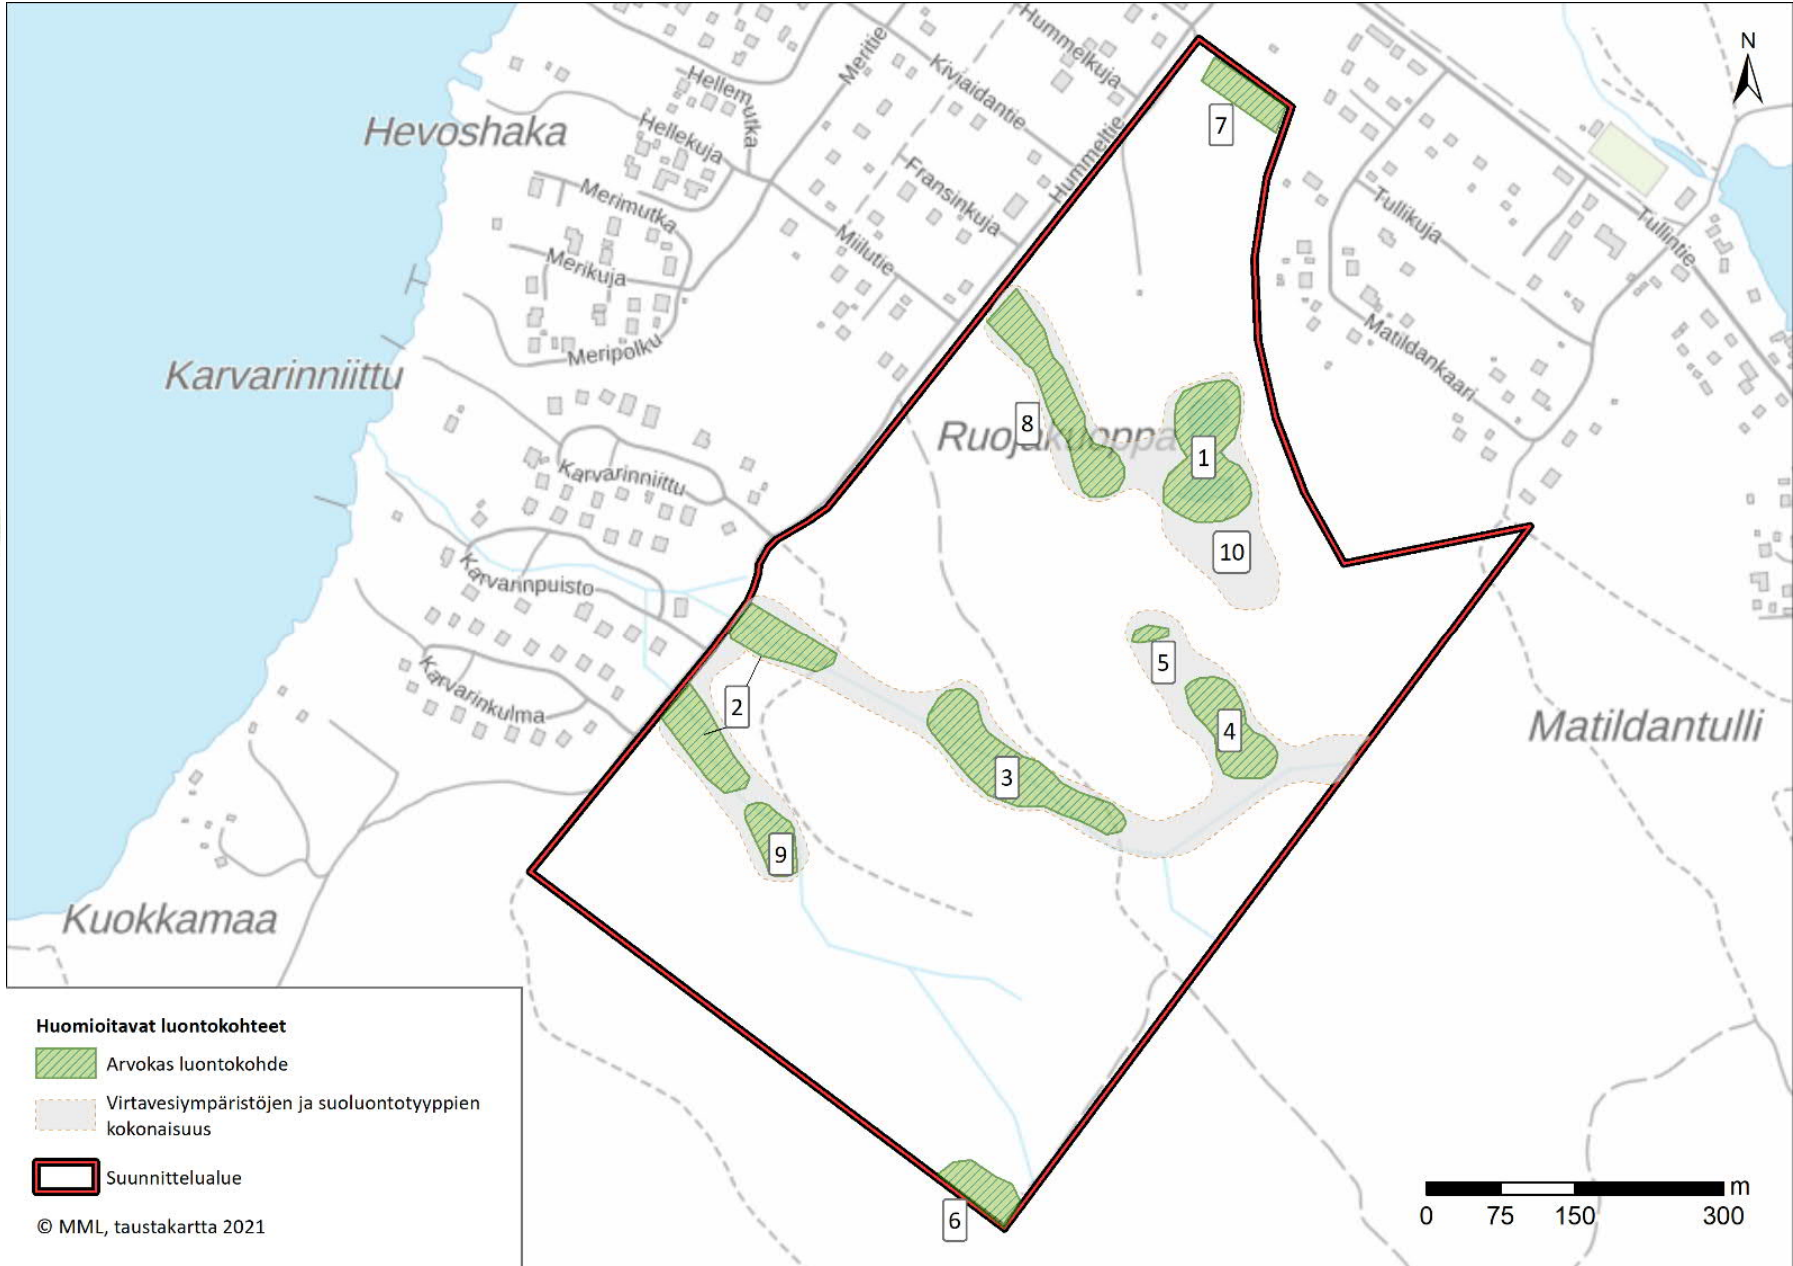 N
Hummelkuja
Meritie
Kiviaidantie
Hellemutka
Hellekuja
Hevoshaka
7
Hummeltie
Fransinkuja
Merimutka
Tullikuja
Tullintie
Miilutie
Merikuja
Meripolku
Matildankaari
Karvarinniittu
8
Ruojakuoppa
1
Karvarinniittu
10
Karvarinpuisto
5
Karvarinkulma
2
4
Matildantulli
3
9
Kuokkamaa
6
Huomioitavat luontokohteet
Arvokas luontokohde
Virtavesiympäristöjen ja suoluontotyyppien
kokonaisuus
Suunnittelualue
© MML, taustakartta 2021
m
0 75 150 300